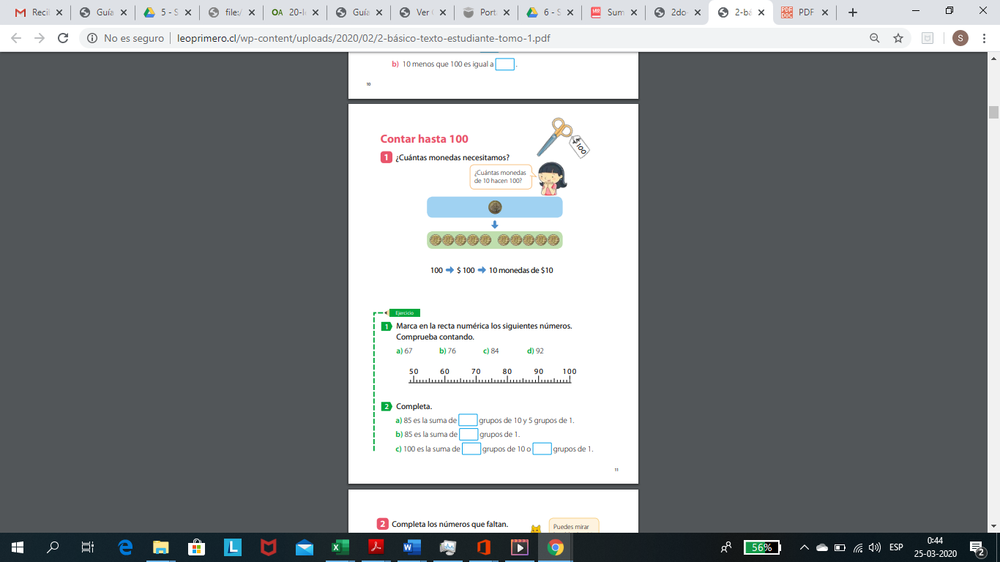 Recil
Guía
5 - S
file:/
OA 20-le
Guía
Ver
Port
6 - S
LEO Sum
2do-
2-bá
PDF DOC PDF
No es seguro
leoprimero.cl/wp-content/uploads/2020/02/2-básico-texto-estudiante-tomo-1.pdf
S
b) 10 menos que 100 es igual a .
10
Contar hasta 100
$100
1 ¿Cuántas monedas necesitamos?
¿Cuántas monedas
de 10 hacen 100?
100 → $ 100 → 10 monedas de $10
Ejercicio
1 Marca en la recta numérica los siguientes números.
Comprueba contando.
a) 67 b) 76 c) 84 d) 92
50 60 70 80 90 100
2 Completa.
a) 85 es la suma de grupos de 10 y 5 grupos de 1.
b) 85 es la suma de grupos de 1.
c) 100 es la suma de grupos de 10 o grupos de 1.
11
2 Completa los números que faltan.
Puedes mirar
56%
ESP
0:44
25-03-2020
2